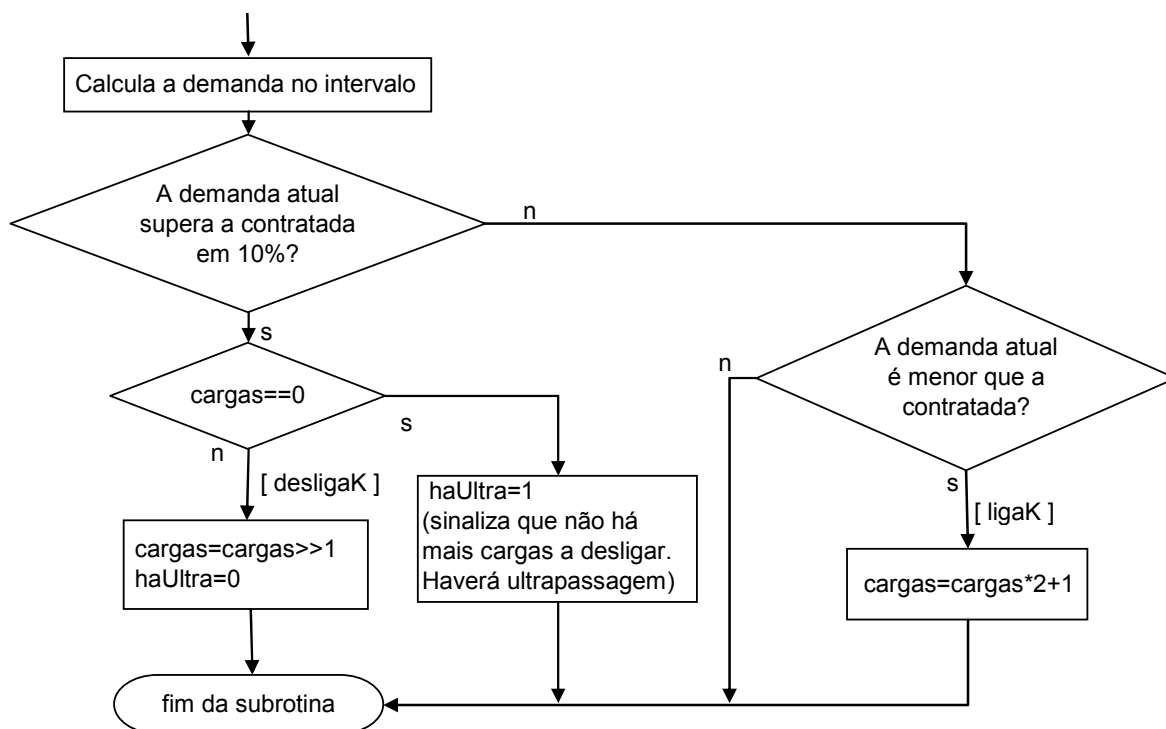 Calcula a demanda no intervalo
A demanda atual
supera a contratada
em 10%?
n
s
cargas==0
s
n
[ desligaK ]
cargas=cargas>>1
haUltra=0
haUltra=1
(sinaliza que não há
mais cargas a desligar.
Haverá ultrapassagem)
A demanda atual
é menor que a
contratada?
n
s
[ ligaK ]
cargas=cargas*2+1
fim da subrotina